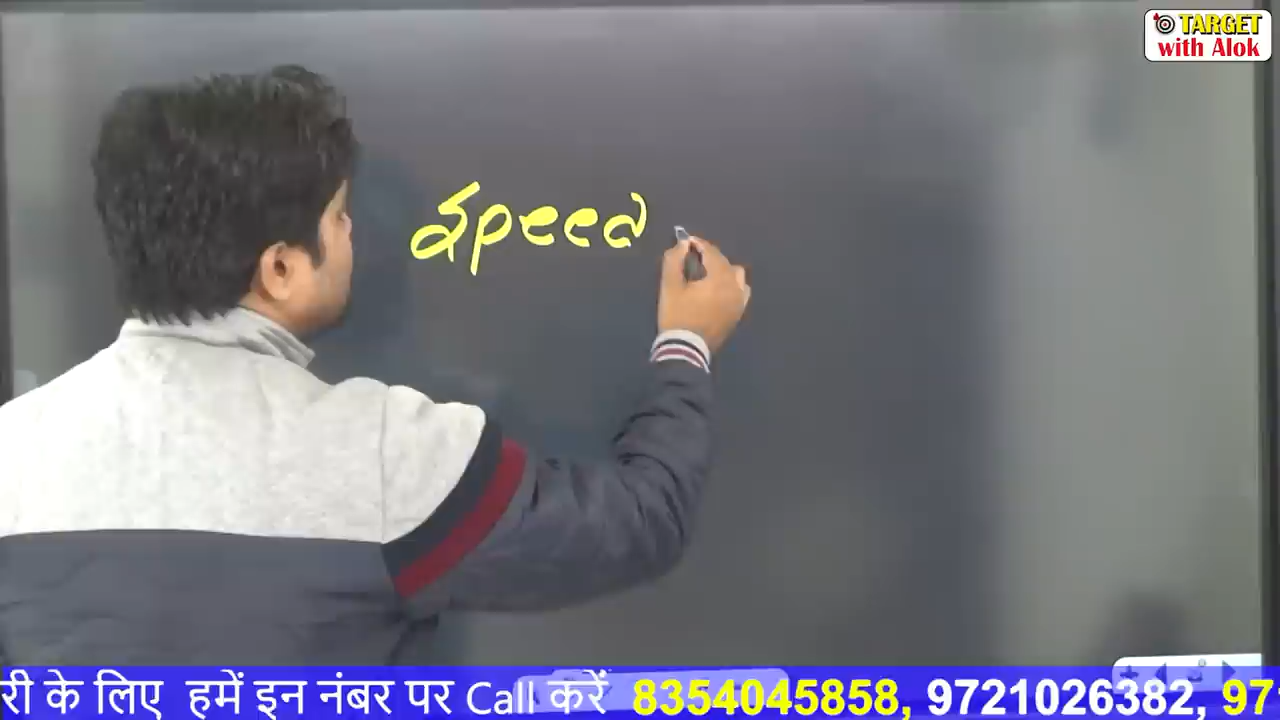 TARGET
with Alok
speed
री के लिए हमें इन नंबर पर Call करें 8354045858, 9721026382, 97